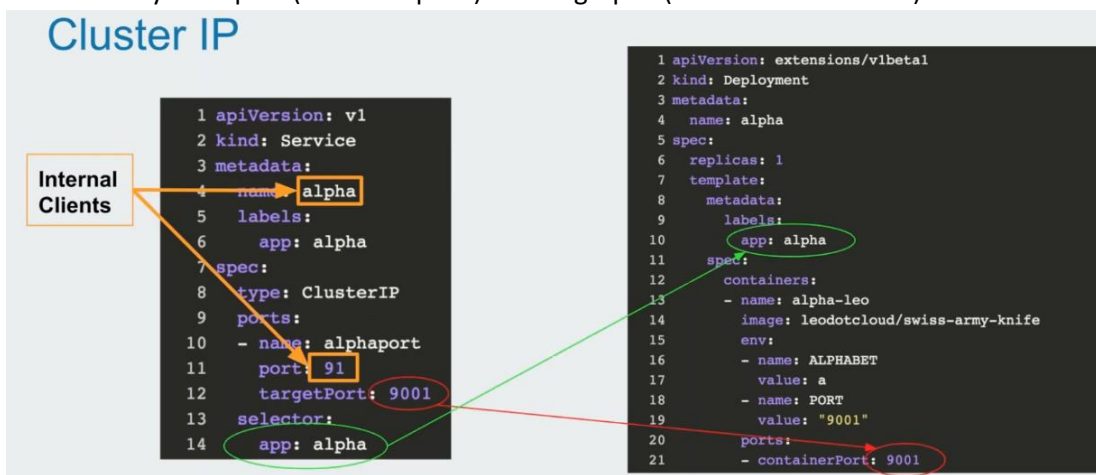 Cluster IP
Internal
Clients
1 apiVersion: v1
2 kind: Service
3 metadata:
4 name: alpha
5 labels:
6 app: alpha
7 spec:
8 type: ClusterIP
9 ports:
10 - name: alphaport
11 port: 91
12 targetPort: 9001
13 selector:
14 app: alpha
1 apiVersion: extensions/v1beta1
2 kind: Deployment
3 metadata:
4 name: alpha
5 spec:
6 replicas: 1
7 template:
8 metadata:
9 labels:
10 app: alpha
11 spec:
12 containers:
13 - name: alpha-leo
14 image: leodotcloud/swiss-army-knife
15 env:
16 - name: ALPHABET
17 value: a
18 - name: PORT
19 value: "9001"
20 ports:
21 - containerPort: 9001